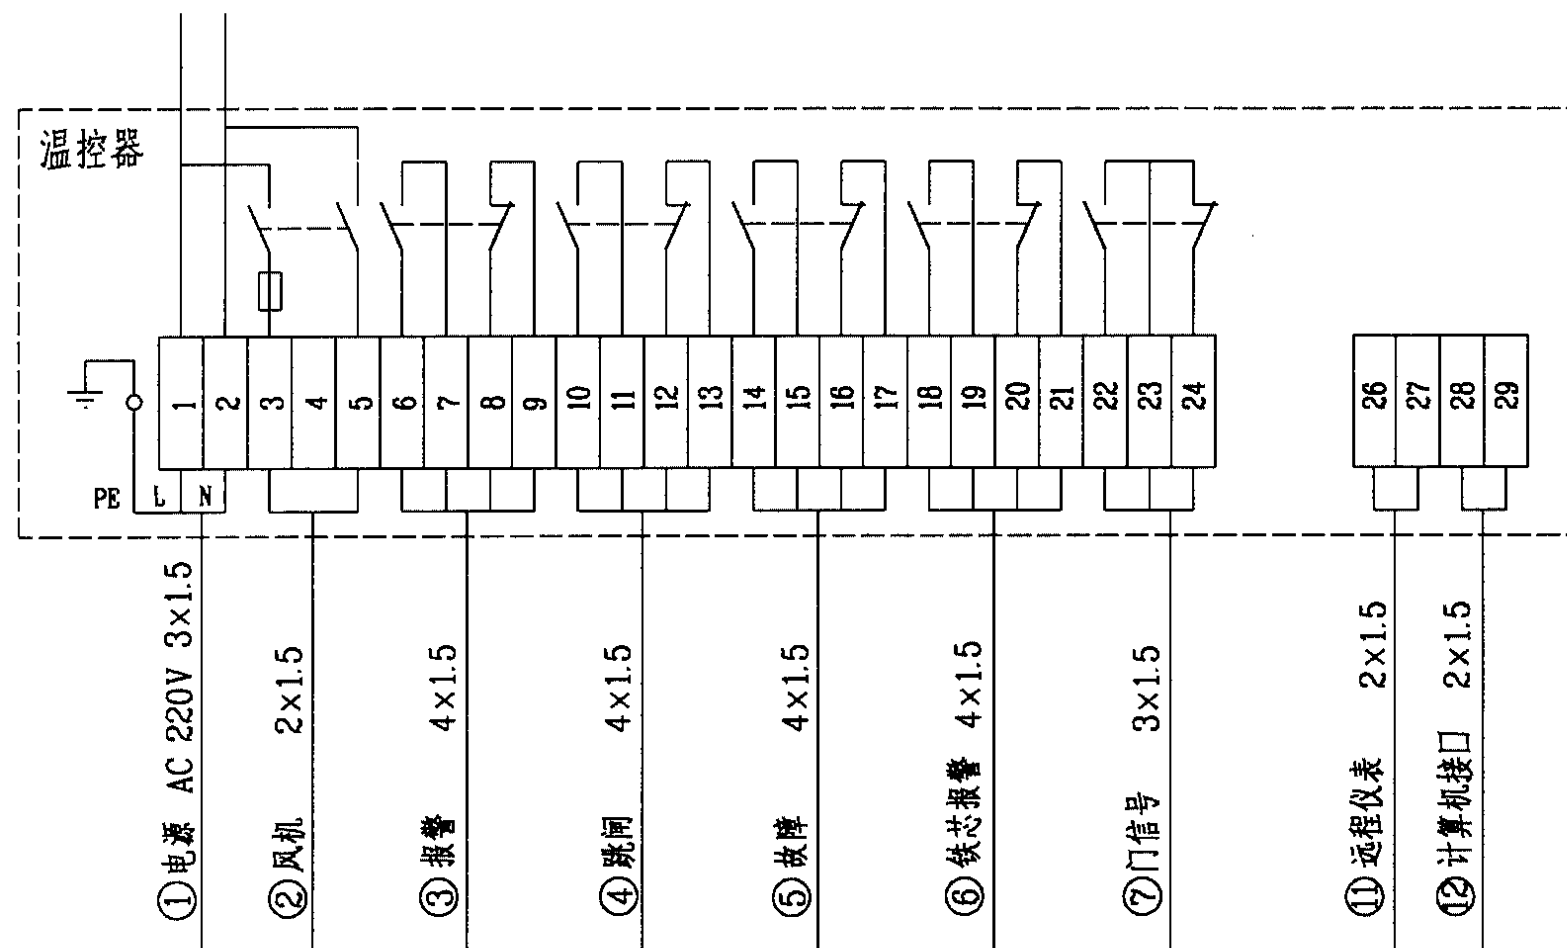 温控器
1 2 3 4 5 6 7 8 9 10 11 12 13 14 15 16 17 18 19 20 21 22 23 24 26 27 28 29
PE L N
①电源 AC 220V 3×1.5
②风机 2×1.5
③报警 4×1.5
④跳闸 4×1.5
⑤故障 4×1.5
⑥铁芯报警 4×1.5
⑦门信号 3×1.5
⑪远程仪表 2×1.5
⑫计算机接口 2×1.5